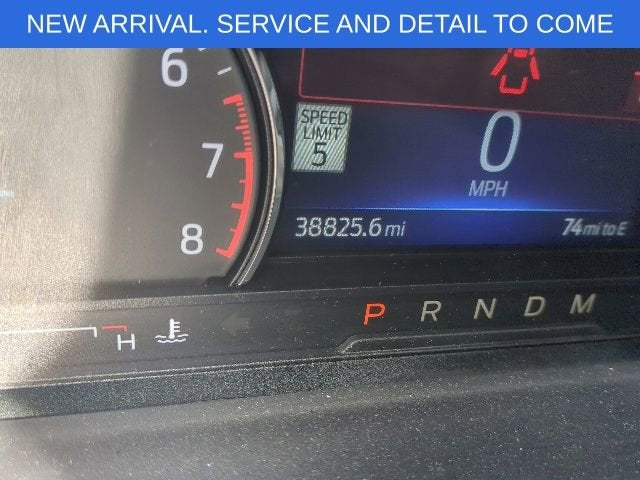 NEW ARRIVAL. SERVICE AND DETAIL TO COME
6
7
8
SPEED
LIMIT
5
0
MPH
38825.6 mi
74 mi to E
P R N D M
H